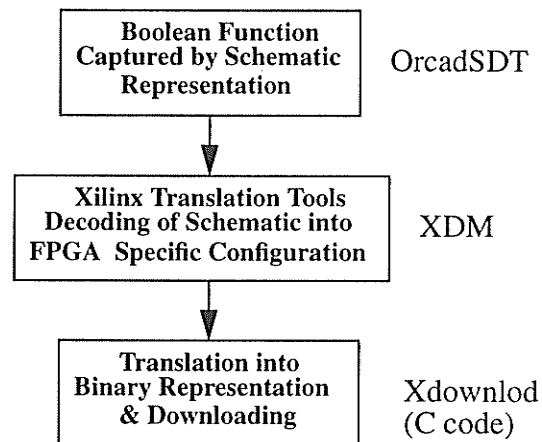 Boolean Function
Captured by Schematic
Representation
OrcadSDT
Xilinx Translation Tools
Decoding of Schematic into
FPGA Specific Configuration
XDM
Translation into
Binary Representation
& Downloading
Xdownlod
(C code)